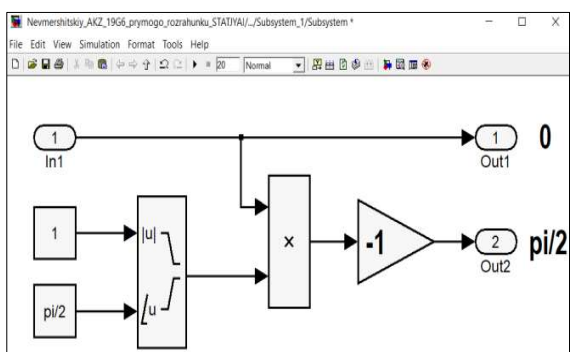 Nevmershitskiy_AKZ_19G6_prymogo_rozrahunku_STATJYAI/.../Subsystem_1/Subsystem *
File Edit View Simulation Format Tools Help
20 Normal
1
In1
1
Out1
0
1
|u|
×
-1
2
Out2
pi/2
pi/2
∠u